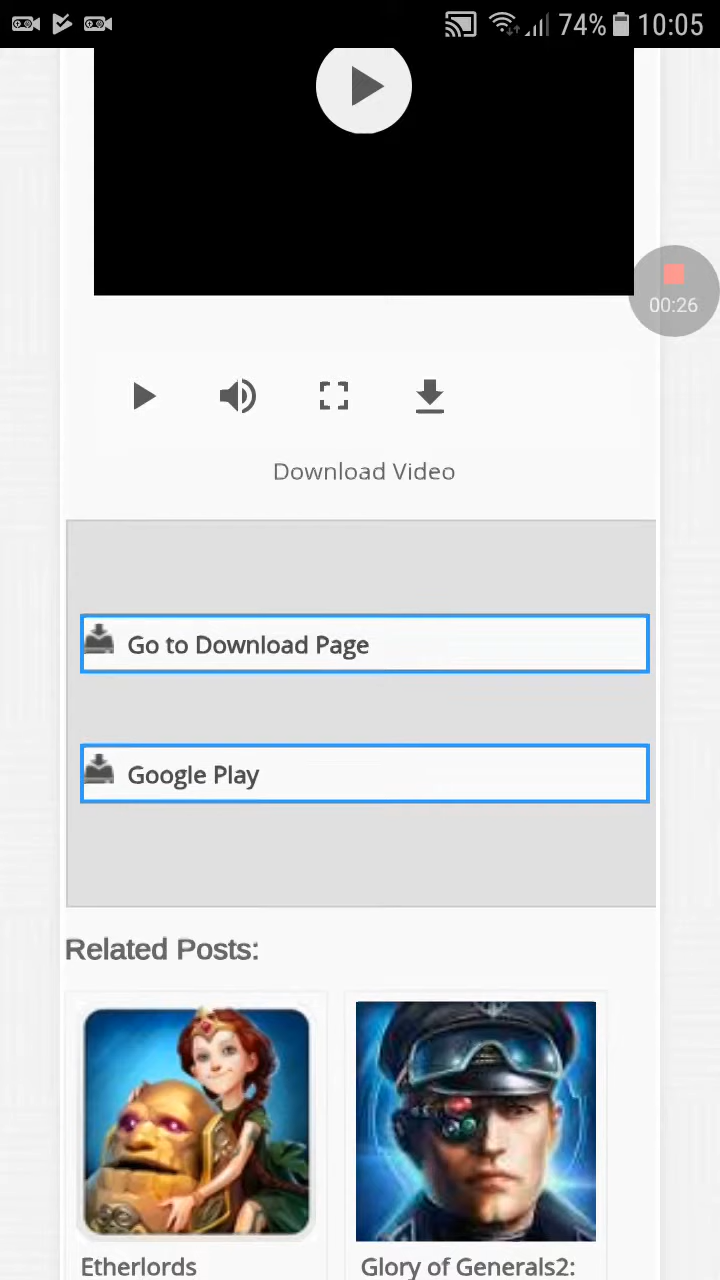 74% 10:05
00:26
Download Video
Go to Download Page
Google Play
Related Posts:
Etherlords
Glory of Generals2: